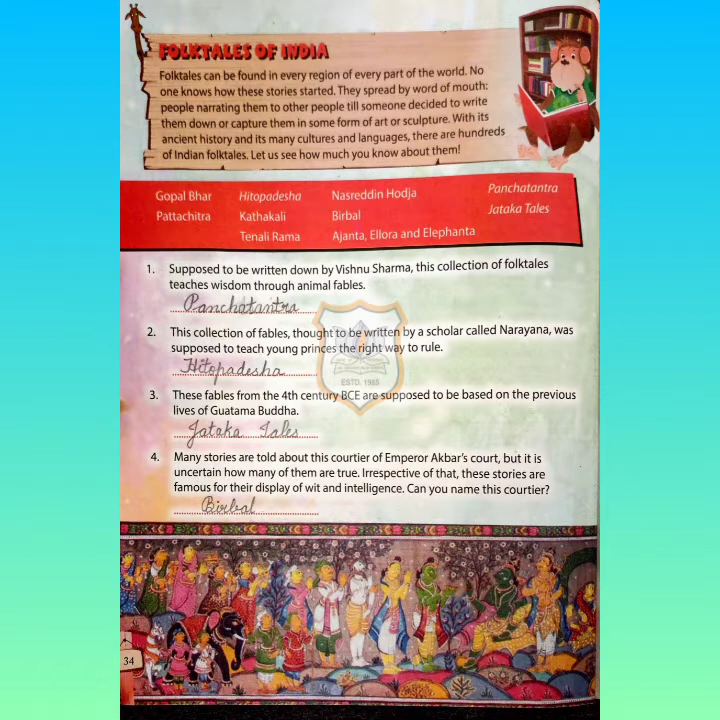 FOLKTALES OF INDIA
Folktales can be found in every region of every part of the world. No
one knows how these stories started. They spread by word of mouth:
people narrating them to other people till someone decided to write
them down or capture them in some form of art or sculpture. With its
ancient history and its many cultures and languages, there are hundreds
of Indian folktales. Let us see how much you know about them!
Gopal Bhar Hitopadesha Nasreddin Hodja Panchatantra
Pattachitra Kathakali Birbal Jataka Tales
Tenali Rama Ajanta, Ellora and Elephanta
1. Supposed to be written down by Vishnu Sharma, this collection of folktales
teaches wisdom through animal fables.
Panchatantra
2. This collection of fables, thought to be written by a scholar called Narayana, was
supposed to teach young princes the right way to rule.
Hitopadesha
3. These fables from the 4th century BCE are supposed to be based on the previous
lives of Guatama Buddha.
Jataka Tales
4. Many stories are told about this courtier of Emperor Akbar's court, but it is
uncertain how many of them are true. Irrespective of that, these stories are
famous for their display of wit and intelligence. Can you name this courtier?
Birbal
34
ESTD. 1985